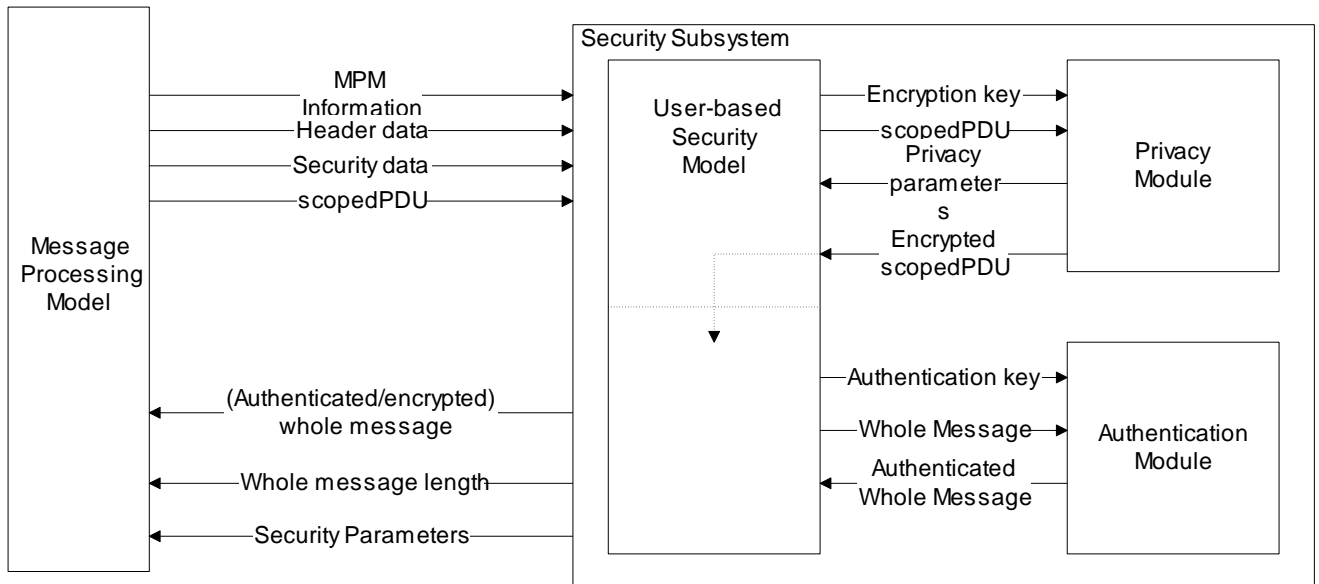 Security Subsystem
MPM
Information
Header data
Security data
scopedPDU
Message
Processing
Model
(Authenticated/encrypted)
whole message
Whole message length
Security Parameters
User-based
Security
Model
Encryption key
scopedPDU
Privacy
parameter
s
Encrypted
scopedPDU
Privacy
Module
Authentication key
Whole Message
Authenticated
Whole Message
Authentication
Module